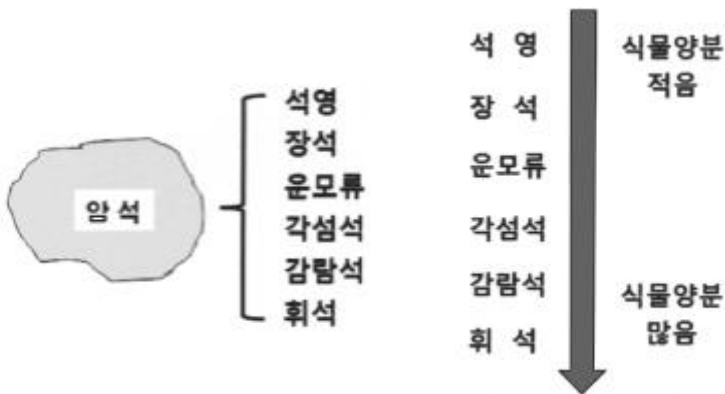 암석
석영
장석
운모류
각섬석
감람석
휘석
석 영
장 석
운모류
각섬석
감람석
휘 석
식물양분
적음
식물양분
많음